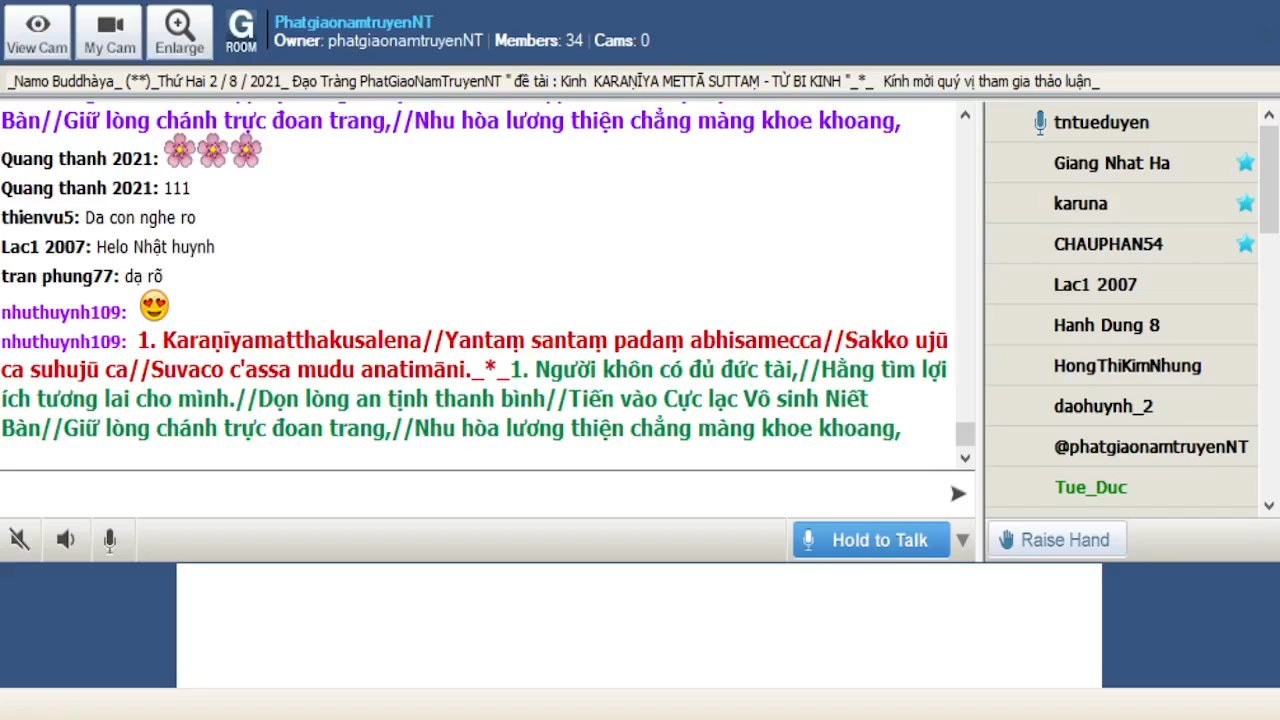 View Cam
My Cam
Enlarge
G
ROOM
PhatgiaonamtruyenNT
Owner: phatgiaonamtruyenNT | Members: 34 | Cams: 0
_Namo Buddhàya_ (**)_Thứ Hai 2 / 8 / 2021_ Đạo Tràng PhatGiaoNamTruyenNT " đề tài : Kinh KARAṆĪYA METTĀ SUTTAṂ - TỪ BI KINH "_*_ Kính mời quý vị tham gia thảo luận_
Bàn//Giữ lòng chánh trực đoan trang,//Nhu hòa lương thiện chẳng màng khoe khoang,
Quang thanh 2021:
Quang thanh 2021: 111
thienvu5: Da con nghe ro
Lac1 2007: Helo Nhật huynh
tran phung77: dạ rõ
nhuthuynh109:
nhuthuynh109: 1. Karaṇīyamatthakusalena//Yantaṃ santaṃ padaṃ abhisamecca//Sakko ujū
ca suhujū ca//Suvaco c'assa mudu anatimāni._*_1. Người khôn có đủ đức tài,//Hằng tìm lợi
ích tương lai cho mình.//Dọn lòng an tịnh thanh bình//Tiến vào Cực lạc Vô sinh Niết
Bàn//Giữ lòng chánh trực đoan trang,//Nhu hòa lương thiện chẳng màng khoe khoang,
tntueduyen
Giang Nhat Ha
karuna
CHAUPHAN54
Lac1 2007
Hanh Dung 8
HongThiKimNhung
daohuynh_2
@phatgiaonamtruyenNT
Tue_Duc
Hold to Talk
Raise Hand